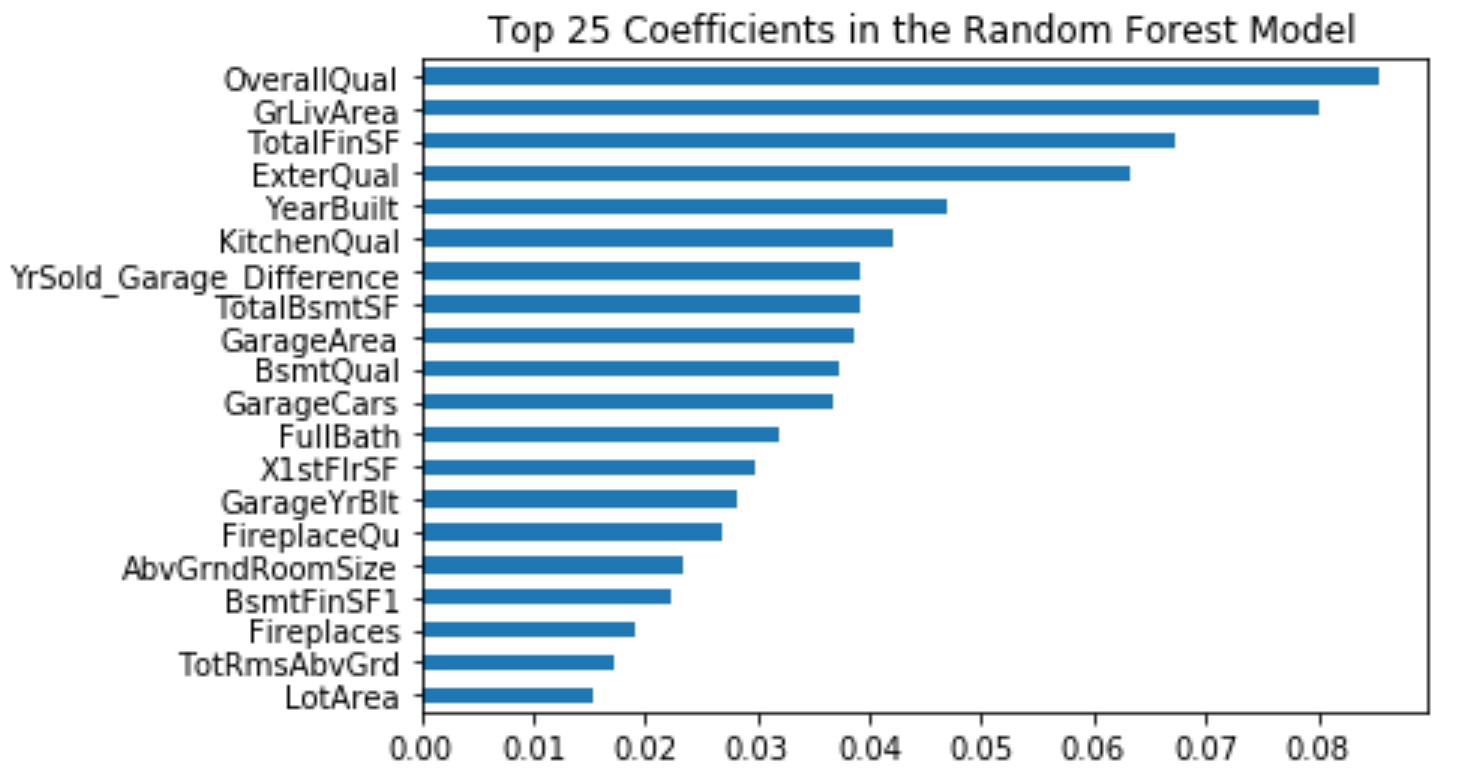 Top 25 Coefficients in the Random Forest Model
OverallQual
GrLivArea
TotalFinSF
ExterQual
YearBuilt
KitchenQual
YrSold_Garage_Difference
TotalBsmtSF
GarageArea
BsmtQual
GarageCars
FullBath
X1stFlrSF
GarageYrBlt
FireplaceQu
AbvGrndRoomSize
BsmtFinSF1
Fireplaces
TotRmsAbvGrd
LotArea
0.00 0.01 0.02 0.03 0.04 0.05 0.06 0.07 0.08